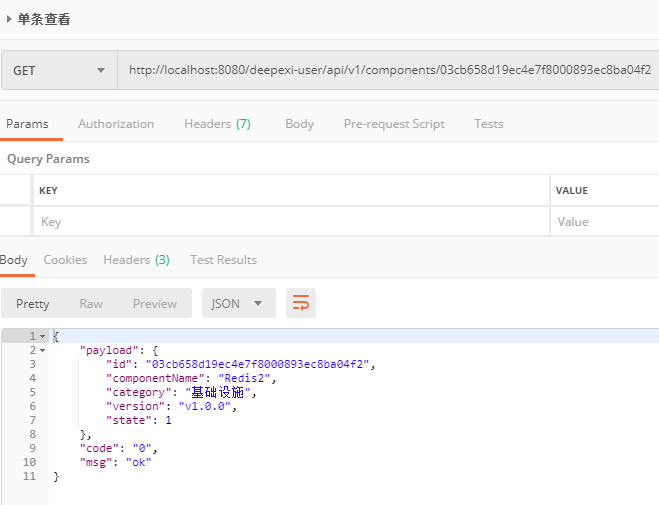 单条查看
GET http://localhost:8080/deepexi-user/api/v1/components/03cb658d19ec4e7f8000893ec8ba04f2
Params Authorization Headers (7) Body Pre-request Script Tests
Query Params
KEY VALUE
Key Value
Body Cookies Headers (3) Test Results
Pretty Raw Preview JSON
1 {
2 "payload": {
3 "id": "03cb658d19ec4e7f8000893ec8ba04f2",
4 "componentName": "Redis2",
5 "category": "基础设施",
6 "version": "v1.0.0",
7 "state": 1
8 },
9 "code": "0",
10 "msg": "ok"
11 }